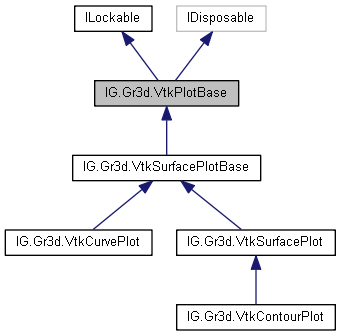 ILockable
IDisposable
IG.Gr3d.VtkPlotBase
IG.Gr3d.VtkSurfacePlotBase
IG.Gr3d.VtkCurvePlot
IG.Gr3d.VtkSurfacePlot
IG.Gr3d.VtkContourPlot